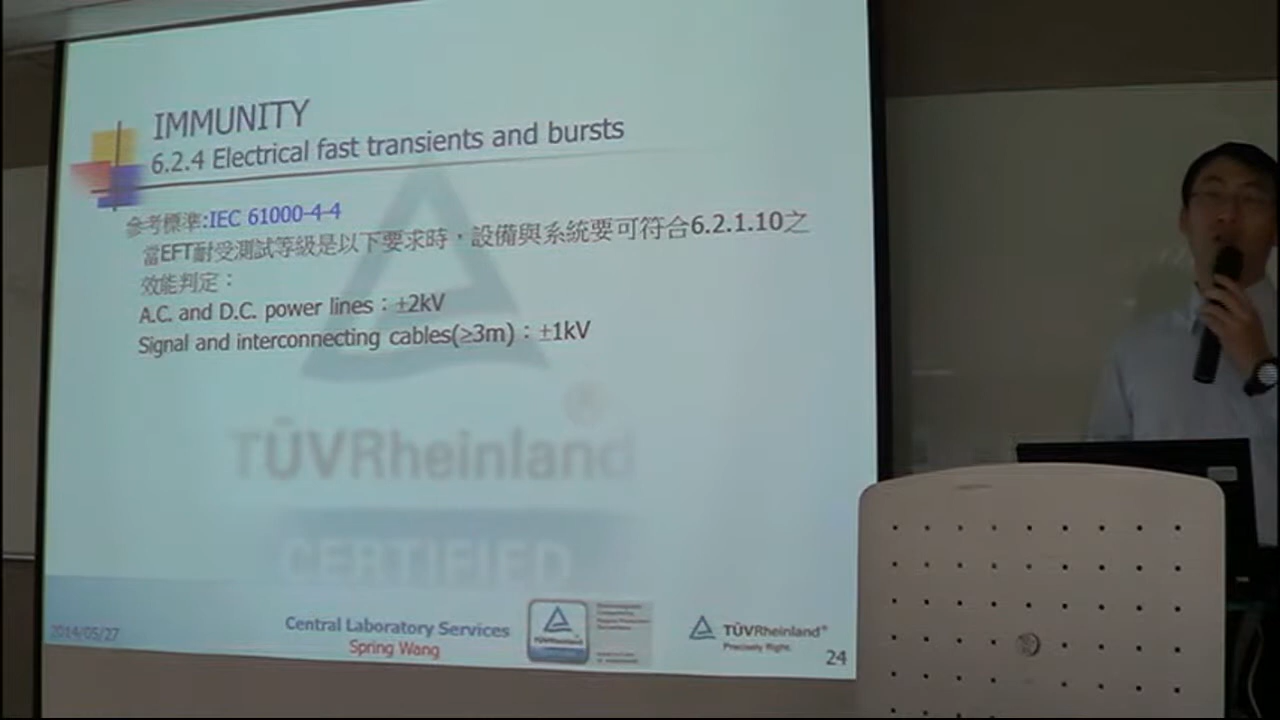 IMMUNITY
6.2.4 Electrical fast transients and bursts
參考標準:IEC 61000-4-4
當EFT耐受測試等級是以下要求時，設備與系統要可符合6.2.1.10之
效能判定：
A.C. and D.C. power lines：±2kV
Signal and interconnecting cables(≥3m)：±1kV
TÜVRheinland
CERTIFIED
2014/05/27
Central Laboratory Services
Spring Wang
TÜVRheinland
TÜVRheinland®
Precisely Right.
24